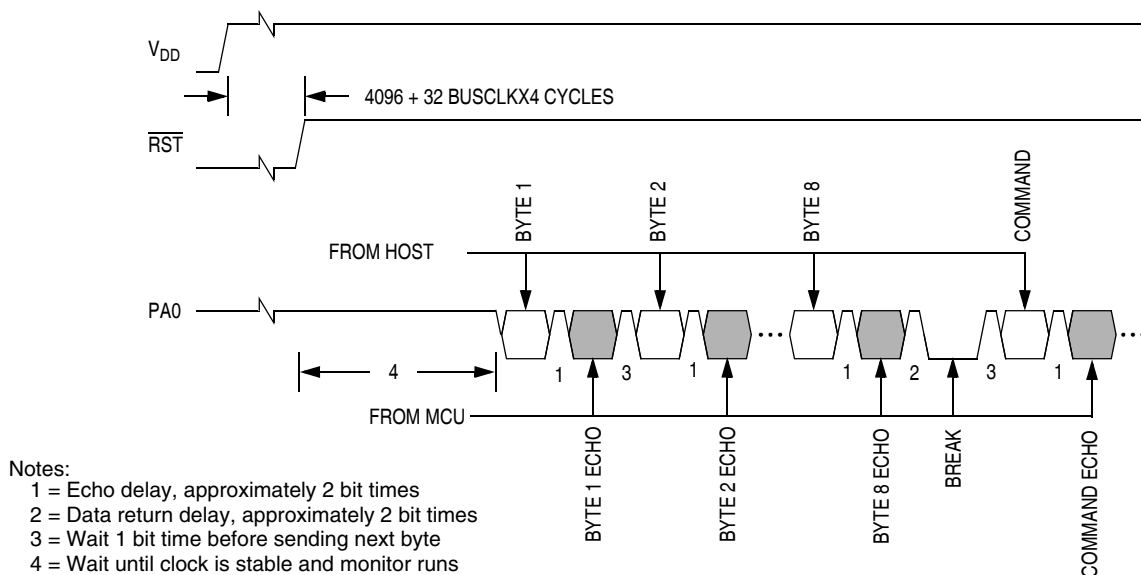 VDD
4096 + 32 BUSCLKX4 CYCLES
RST
BYTE 1
BYTE 2
BYTE 8
COMMAND
FROM HOST
PA0
...
...
4
1
3
1
1
2
3
1
FROM MCU
BYTE 1 ECHO
BYTE 2 ECHO
BYTE 8 ECHO
BREAK
COMMAND ECHO
Notes:
1 = Echo delay, approximately 2 bit times
2 = Data return delay, approximately 2 bit times
3 = Wait 1 bit time before sending next byte
4 = Wait until clock is stable and monitor runs